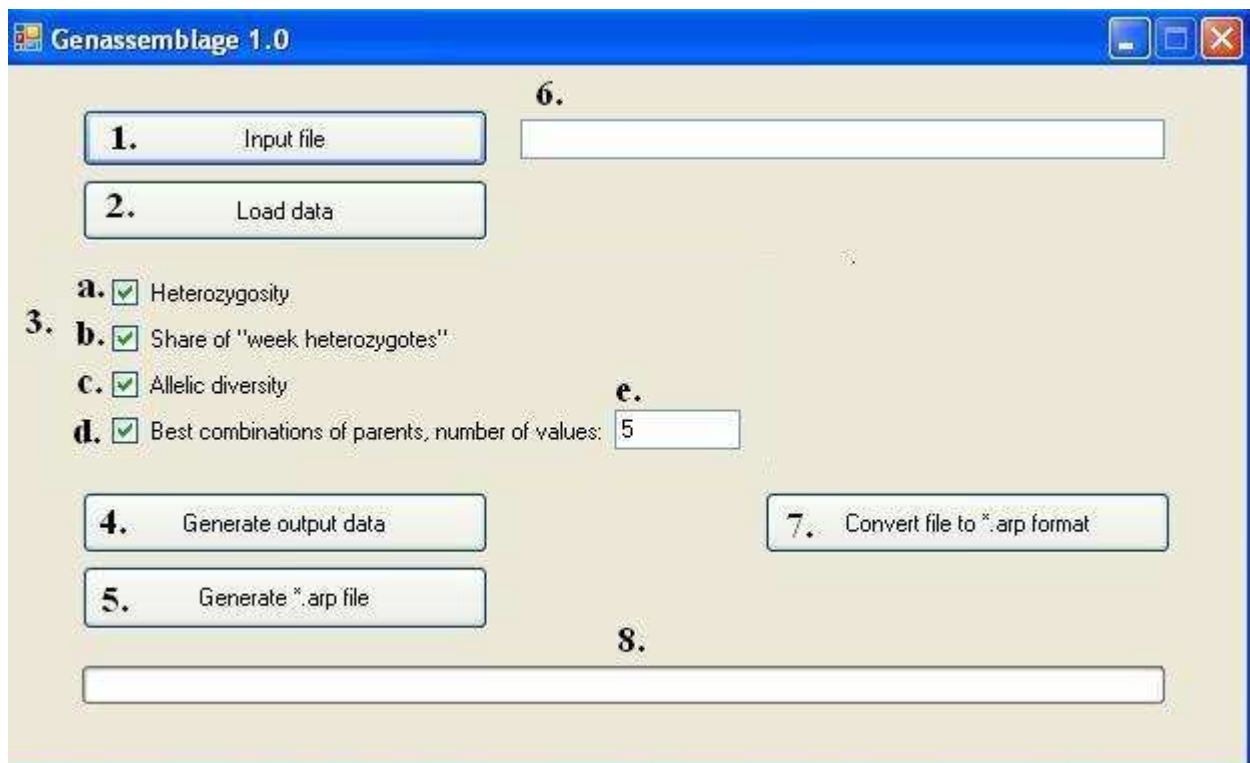 Genassemblage 1.0
6.
1. Input file
2. Load data
a. Heterozygosity
3.
b. Share of "week heterozygotes"
c. Allelic diversity
e.
d. Best combinations of parents, number of values: 5
4. Generate output data
7. Convert file to *.arp format
5. Generate *.arp file
8.